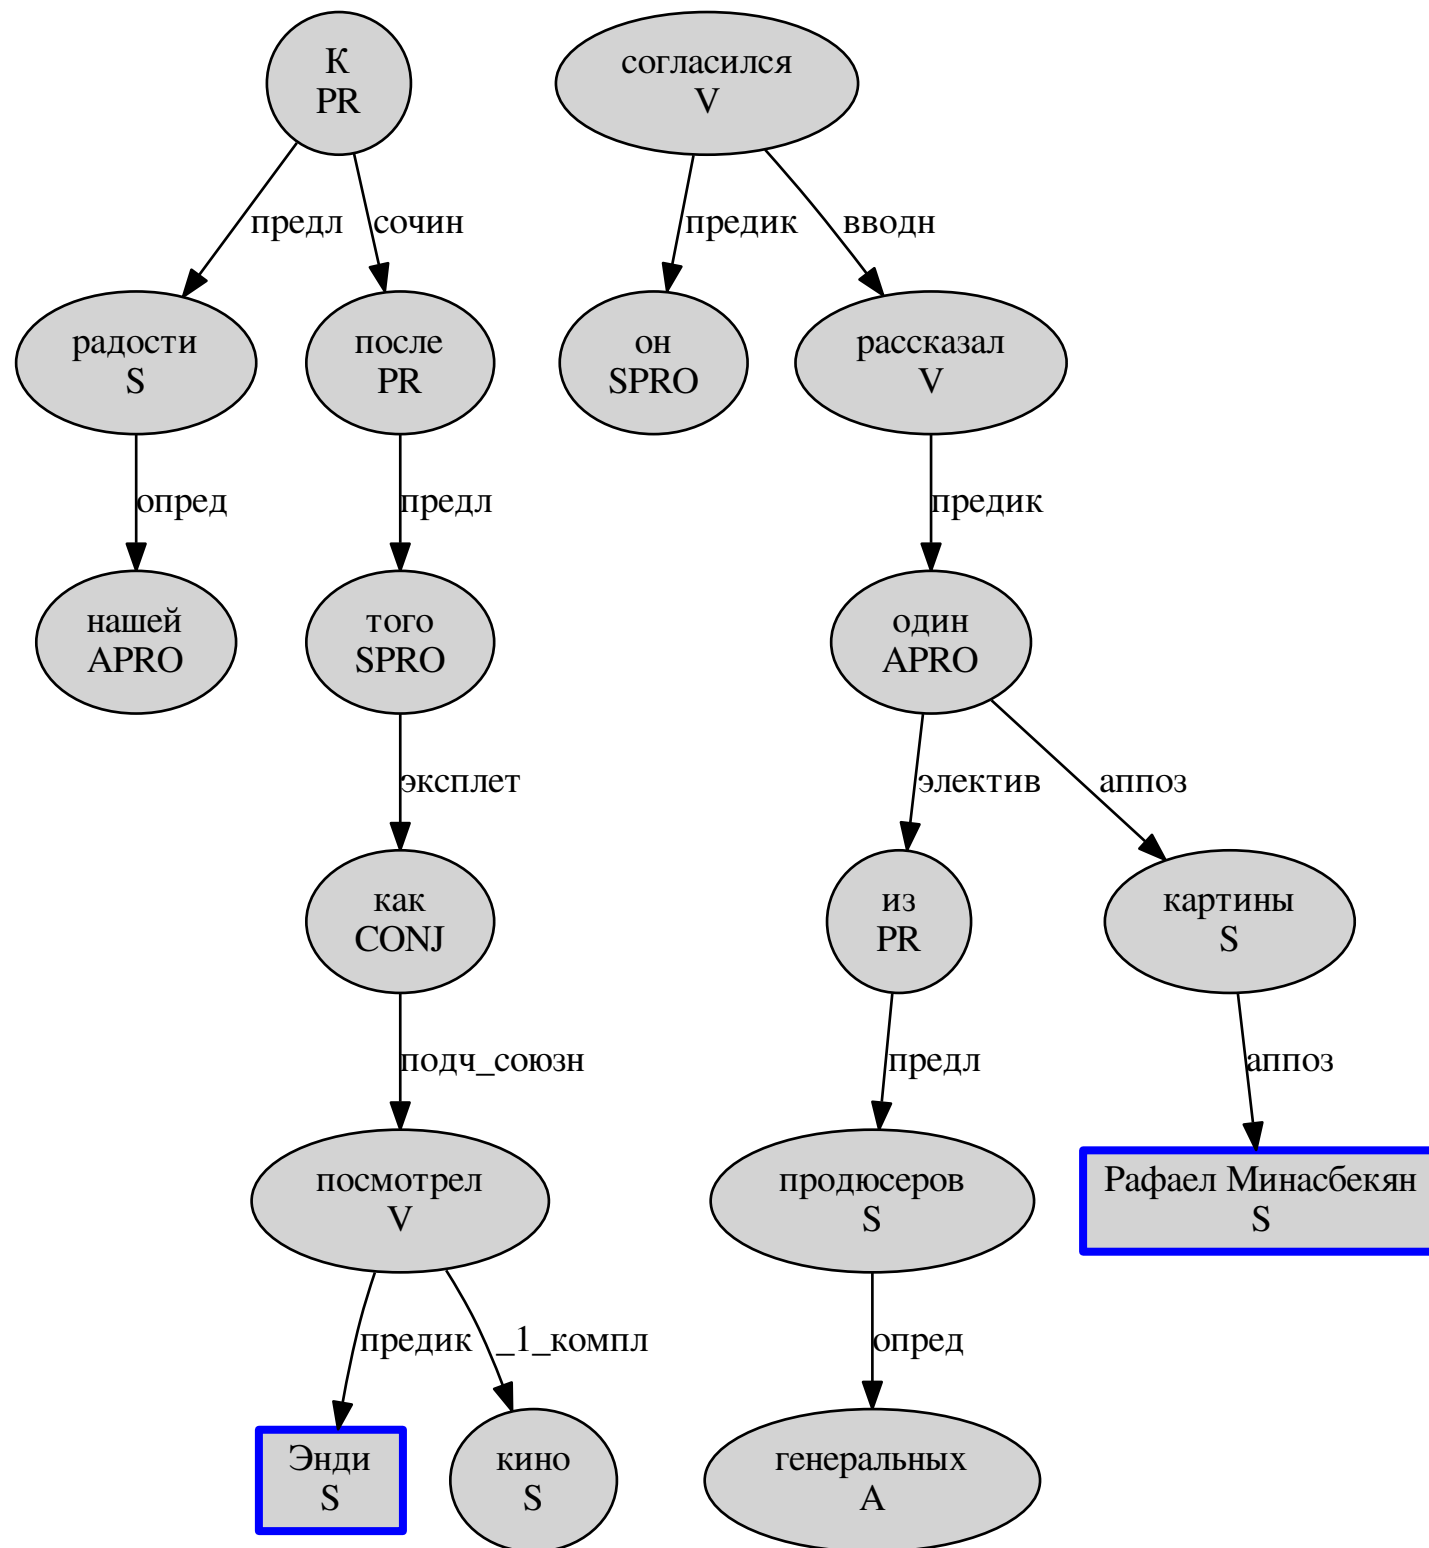 К
PR
согласился
V
предл
сочин
предик
вводн
радости
S
после
PR
он
SPRO
рассказал
V
опред
предл
предик
нашей
APRO
того
SPRO
один
APRO
эксплет
электив
аппоз
как
CONJ
из
PR
картины
S
подч_союзн
предл
аппоз
посмотрел
V
продюсеров
S
Рафаел Минасбекян
S
предик
_1_компл
опред
Энди
S
кино
S
генеральных
A